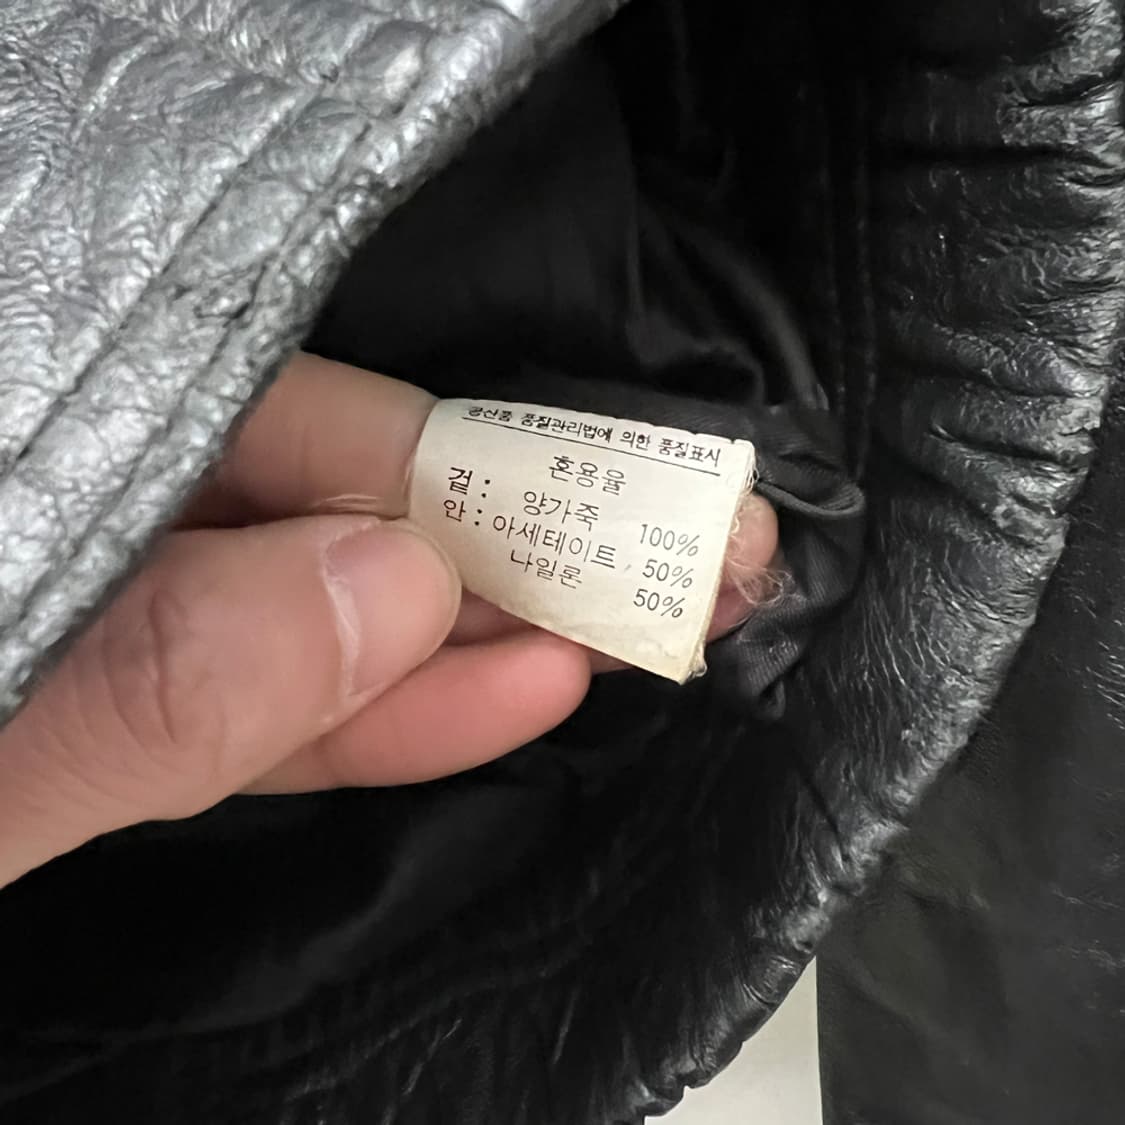 공산품 품질관리법에 의한 품질표시
혼용율
겉 : 양가죽 100%
안 : 아세테이트 50%
나일론 50%